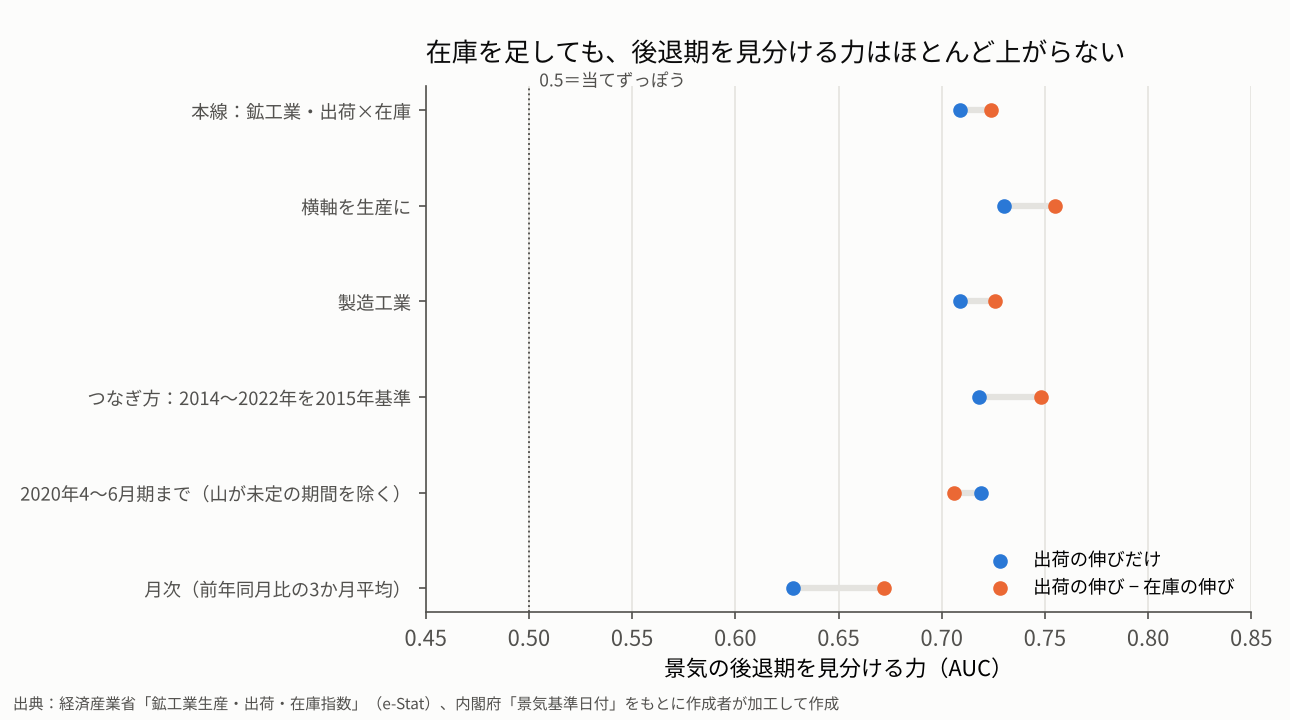 在庫を足しても、後退期を見分ける力はほとんど上がらない
0.5＝当てずっぽう
本線：鉱工業・出荷×在庫
横軸を生産に
製造工業
つなぎ方：2014～2022年を2015年基準
2020年4～6月期まで（山が未定の期間を除く）
月次（前年同月比の3か月平均）
出荷の伸びだけ
出荷の伸び－在庫の伸び
0.45 0.50 0.55 0.60 0.65 0.70 0.75 0.80 0.85
景気の後退期を見分ける力（AUC）
出典：経済産業省「鉱工業生産・出荷・在庫指数」（e-Stat）、内閣府「景気基準日付」をもとに作成者が加工して作成